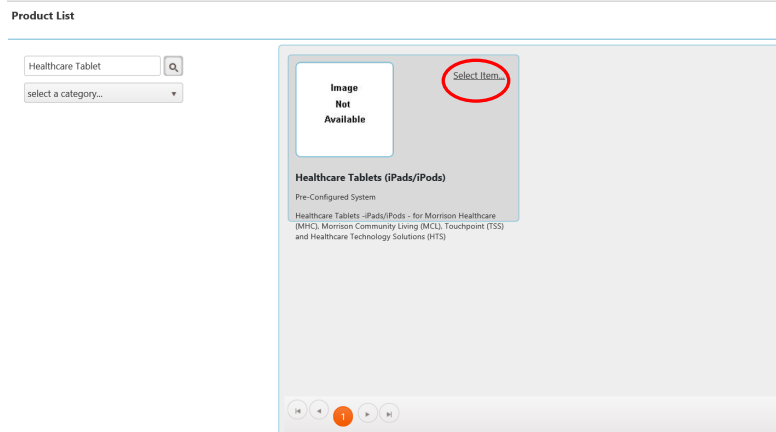 Product List
Healthcare Tablet
select a category...
Select Item...
Image
Not
Available
Healthcare Tablets (iPads/iPods)
Pre-Configured System
Healthcare Tablets -iPads/iPods - for Morrison Healthcare
(MHC), Morrison Community Living (MCL), Touchpoint (TSS)
and Healthcare Technology Solutions (HTS)
1